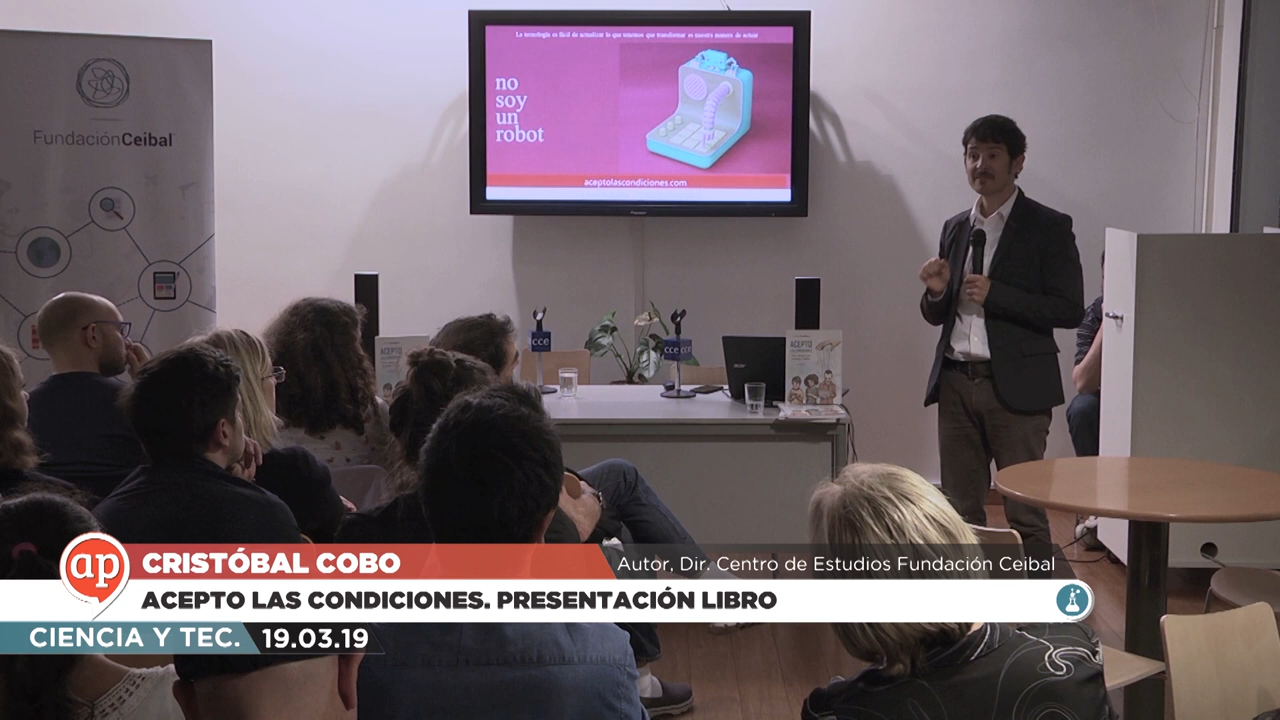 La tecnología es fácil de actualizar lo que tenemos que transformar es nuestra manera de actuar
no
soy
un
robot
aceptolascondiciones.com
Pioneer
FundaciónCeibal
cce
cce
ACEPTO
ap
CRISTÓBAL COBO
Autor, Dir. Centro de Estudios Fundación Ceibal
ACEPTO LAS CONDICIONES. PRESENTACIÓN LIBRO
CIENCIA Y TEC.
19.03.19